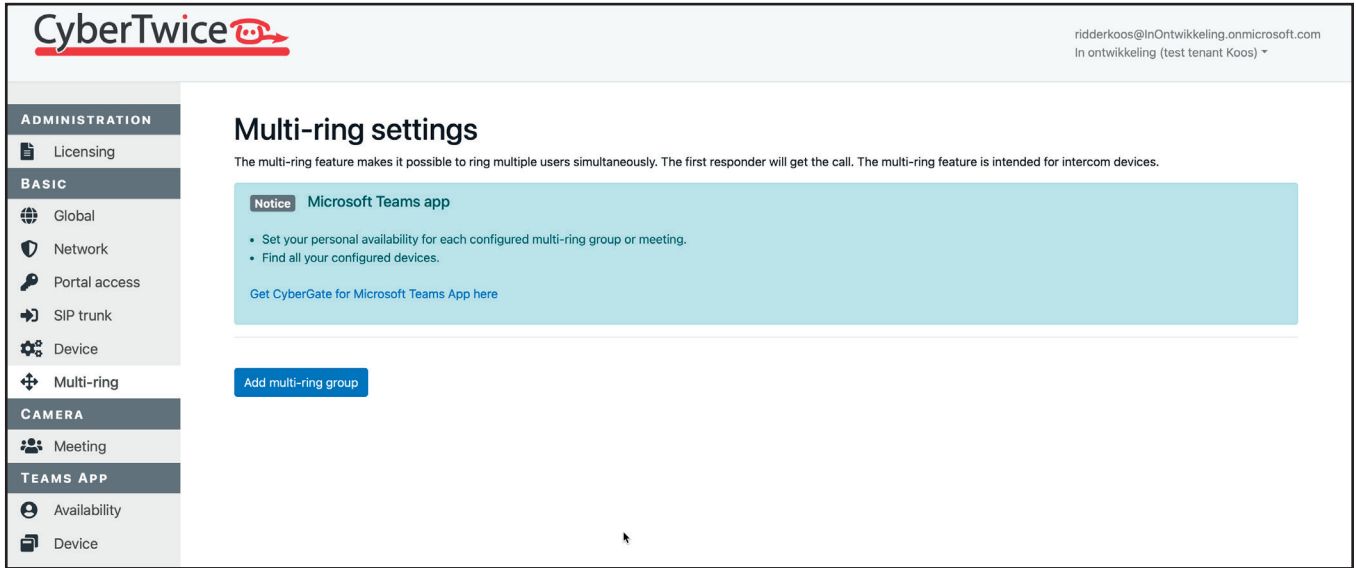 CyberTwice
ridderkoos@InOntwikkeling.onmicrosoft.com
In ontwikkeling (test tenant Koos)
ADMINISTRATION
Licensing
BASIC
Global
Network
Portal access
SIP trunk
Device
Multi-ring
CAMERA
Meeting
TEAMS APP
Availability
Device
Multi-ring settings
The multi-ring feature makes it possible to ring multiple users simultaneously. The first responder will get the call. The multi-ring feature is intended for intercom devices.
Notice Microsoft Teams app
• Set your personal availability for each configured multi-ring group or meeting.
• Find all your configured devices.
Get CyberGate for Microsoft Teams App here
Add multi-ring group